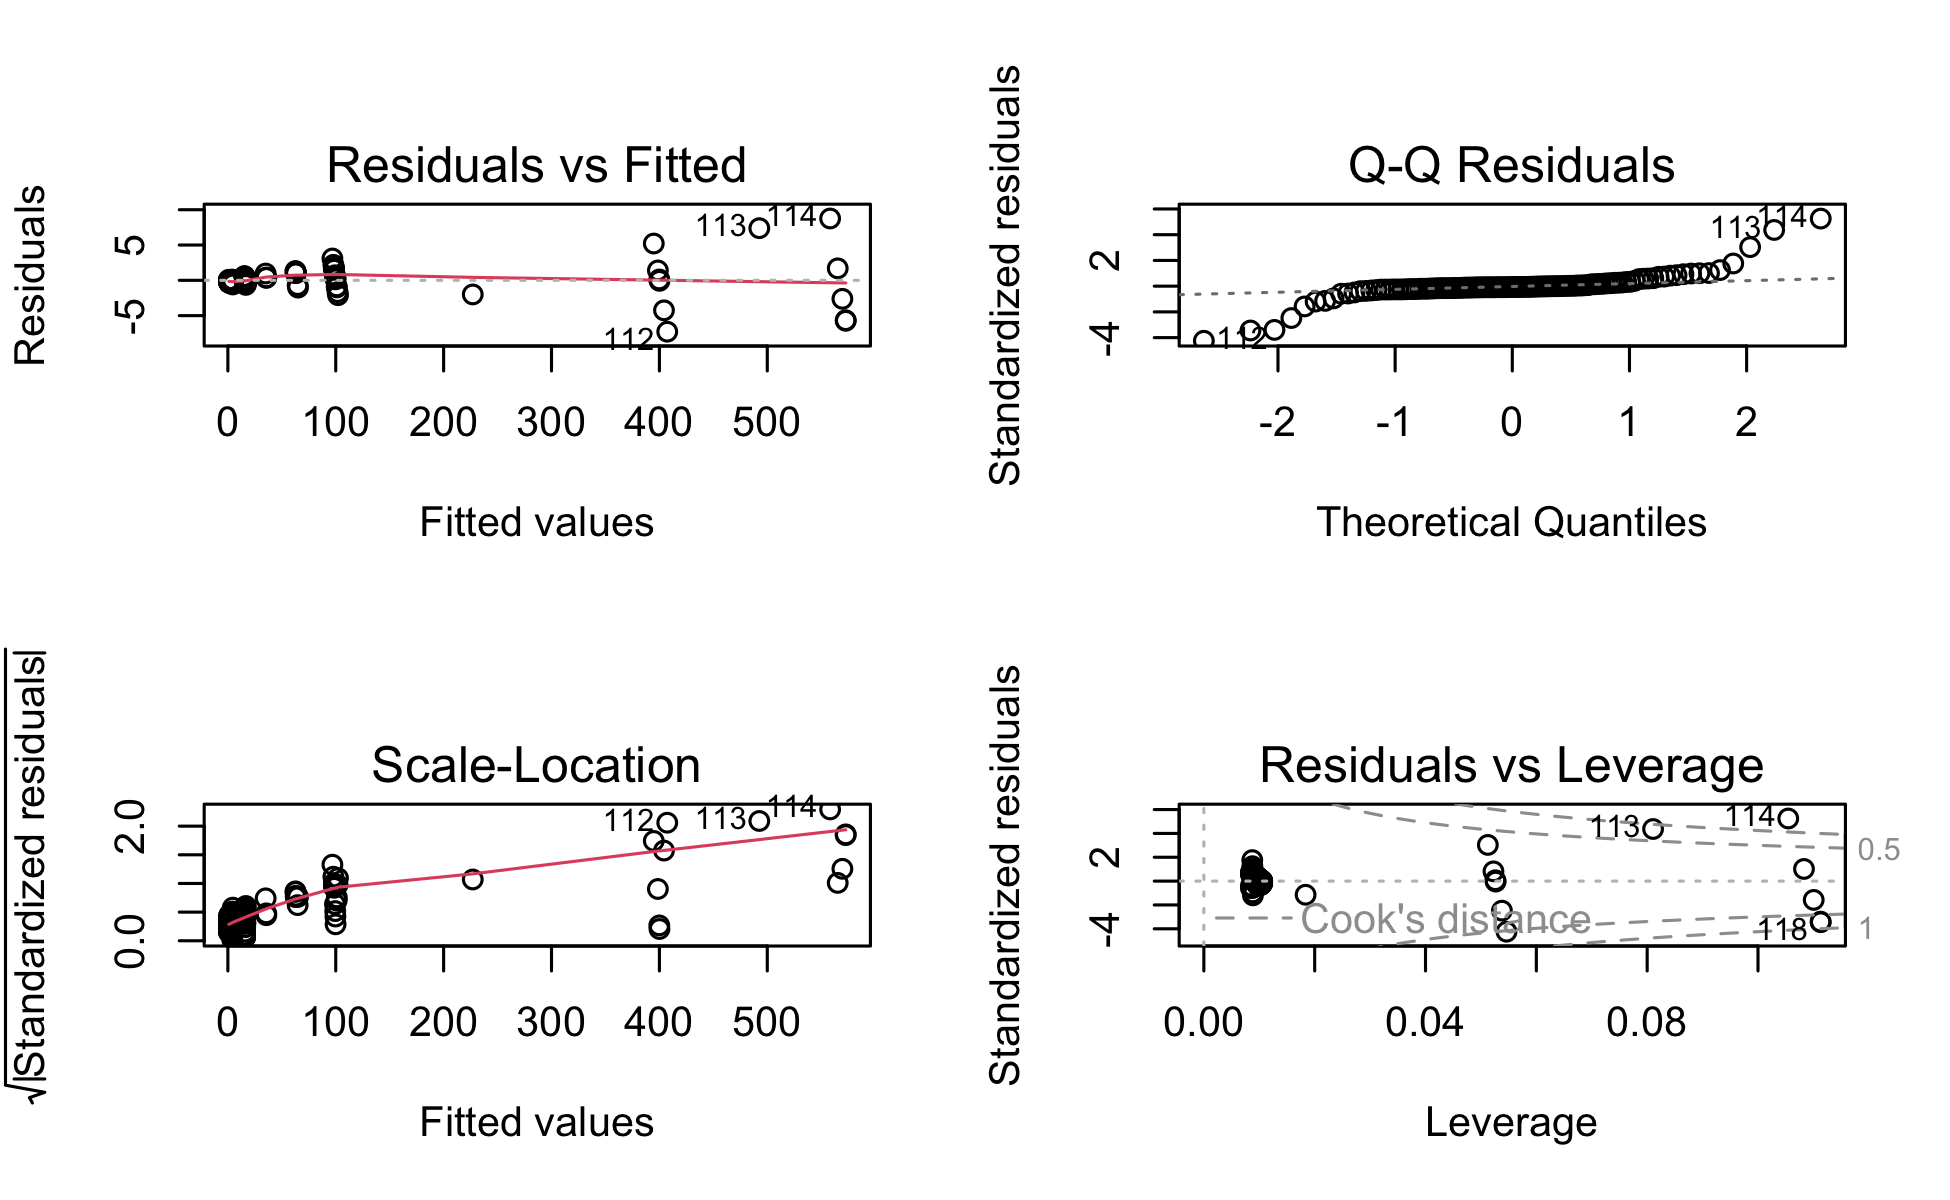 Residuals vs Fitted
Residuals
5
-5
113
114
112
0 100 200 300 400 500
Fitted values
Q-Q Residuals
Standardized residuals
2
-4
113
114
112
-2 -1 0 1 2
Theoretical Quantiles
Scale-Location
√|Standardized residuals|
2.0
0.0
112
113
114
0 100 200 300 400 500
Fitted values
Residuals vs Leverage
Standardized residuals
2
-4
113
114
118
Cook's distance
0.5
1
0.00 0.04 0.08
Leverage